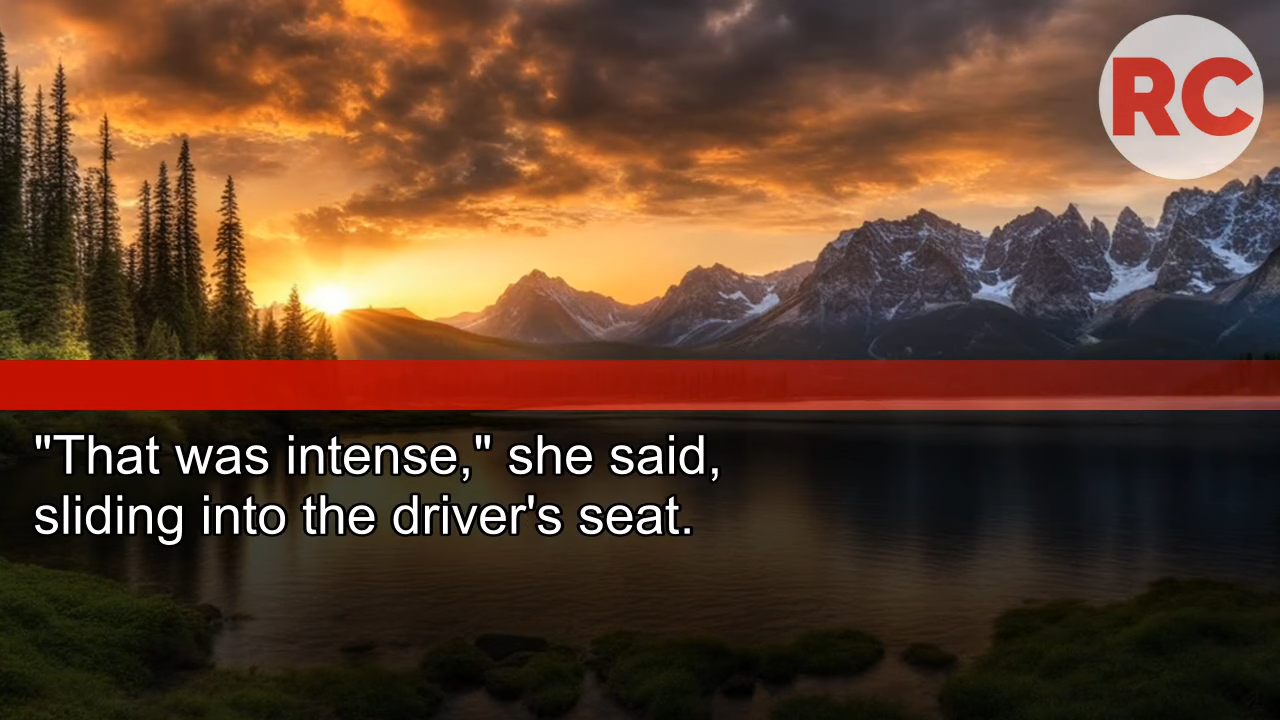 RC
"That was intense," she said,
sliding into the driver's seat.